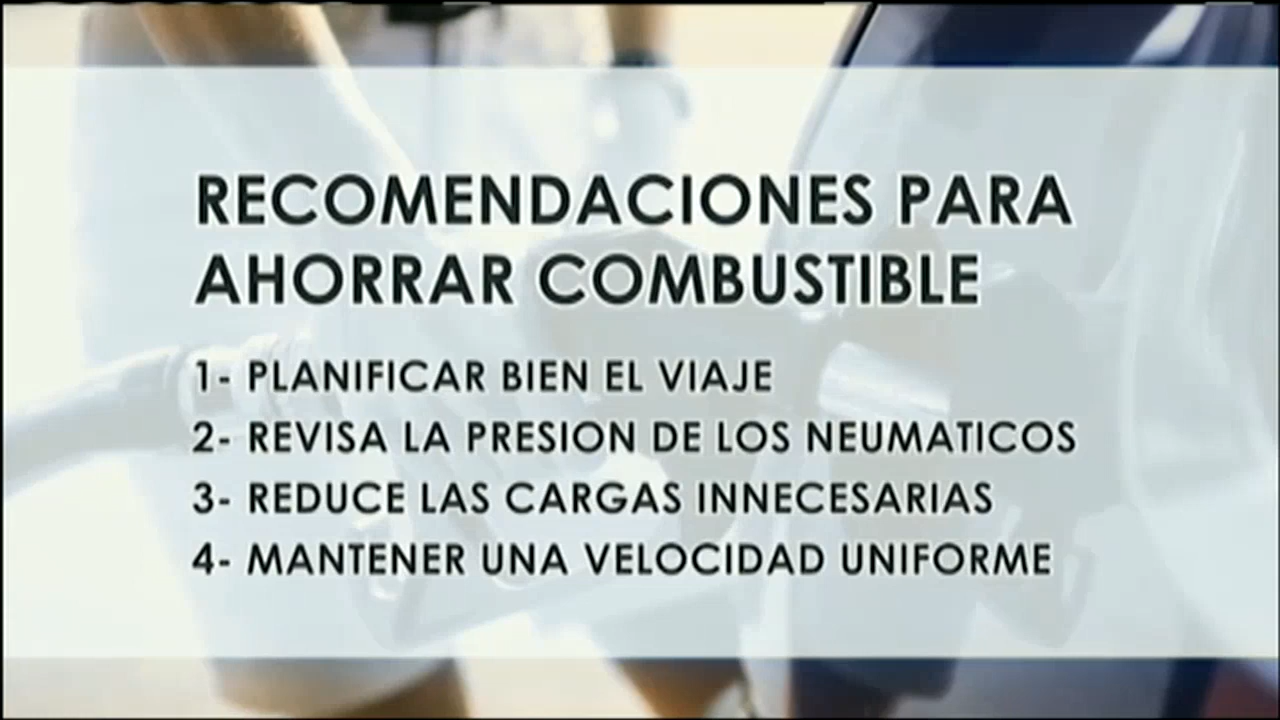 RECOMENDACIONES PARA
AHORRAR COMBUSTIBLE
1- PLANIFICAR BIEN EL VIAJE
2- REVISA LA PRESION DE LOS NEUMATICOS
3- REDUCE LAS CARGAS INNECESARIAS
4- MANTENER UNA VELOCIDAD UNIFORME